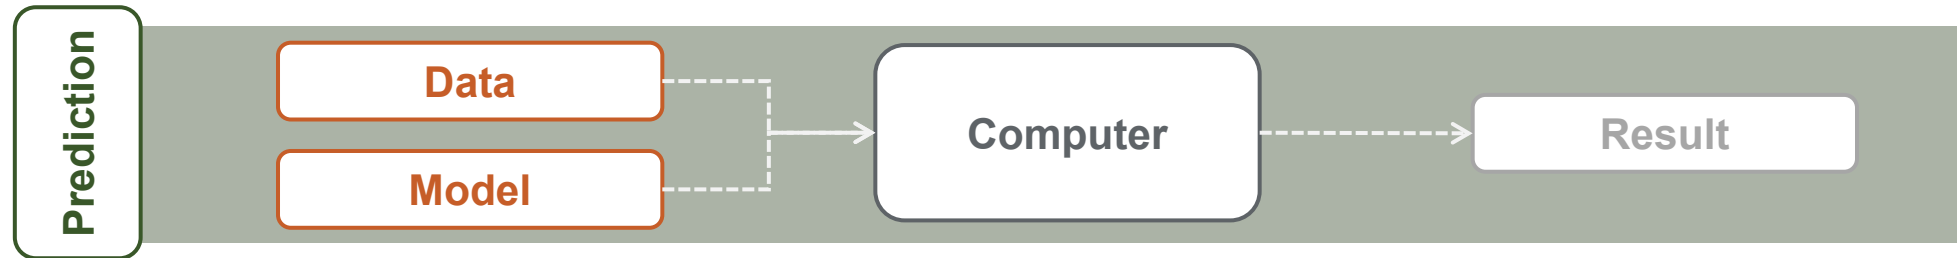 Prediction
Data
Model
Computer
Result